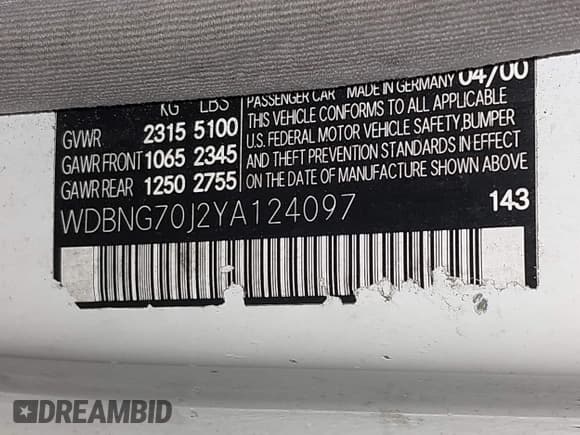 KG LBS
GVWR 2315 5100
GAWR FRONT 1065 2345
GAWR REAR 1250 2755
PASSENGER CAR MADE IN GERMANY 04/00
THIS VEHICLE CONFORMS TO ALL APPLICABLE
U.S. FEDERAL MOTOR VEHICLE SAFETY,BUMPER
AND THEFT PREVENTION STANDARDS IN EFFECT
ON THE DATE OF MANUFACTURE SHOWN ABOVE.
WDBNG70J2YA124097
143
DREAMBID